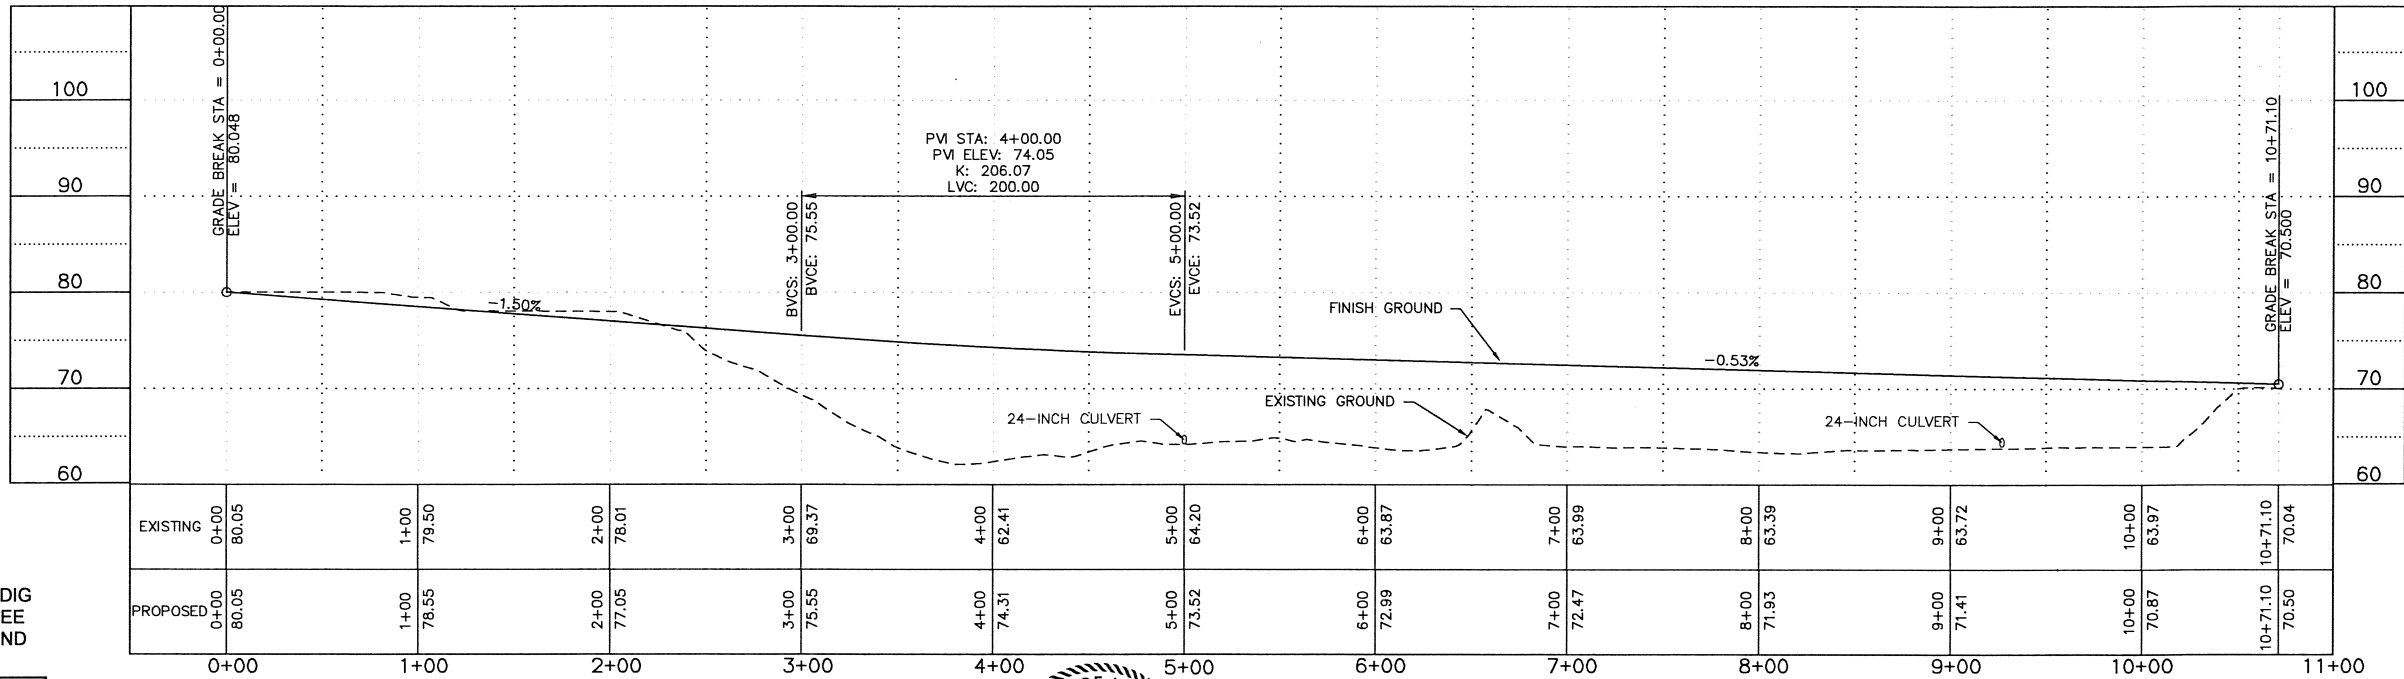 GRADE BREAK STA = 0+00.00
ELEV = 80.048
100
90
80
70
60
PVI STA: 4+00.00
PVI ELEV: 74.05
K: 206.07
LVC: 200.00
BVCS: 3+00.00
BVCE: 75.55
EVCS: 5+00.00
EVCE: 73.52
-1.50%
FINISH GROUND
-0.53%
24-INCH CULVERT
EXISTING GROUND
24-INCH CULVERT
GRADE BREAK STA = 10+71.10
ELEV = 70.500
100
90
80
70
60
EXISTING
0+00
80.05
1+00
79.50
2+00
78.01
3+00
69.37
4+00
62.41
5+00
64.20
6+00
63.87
7+00
63.99
8+00
63.39
9+00
63.72
10+00
63.97
10+71.10
70.04
PROPOSED
0+00
80.05
1+00
78.55
2+00
77.05
3+00
75.55
4+00
74.31
5+00
73.52
6+00
72.99
7+00
72.47
8+00
71.93
9+00
71.41
10+00
70.87
10+71.10
70.50
DIG
EE
ND
0+00 1+00 2+00 3+00 4+00 5+00 6+00 7+00 8+00 9+00 10+00 11+00